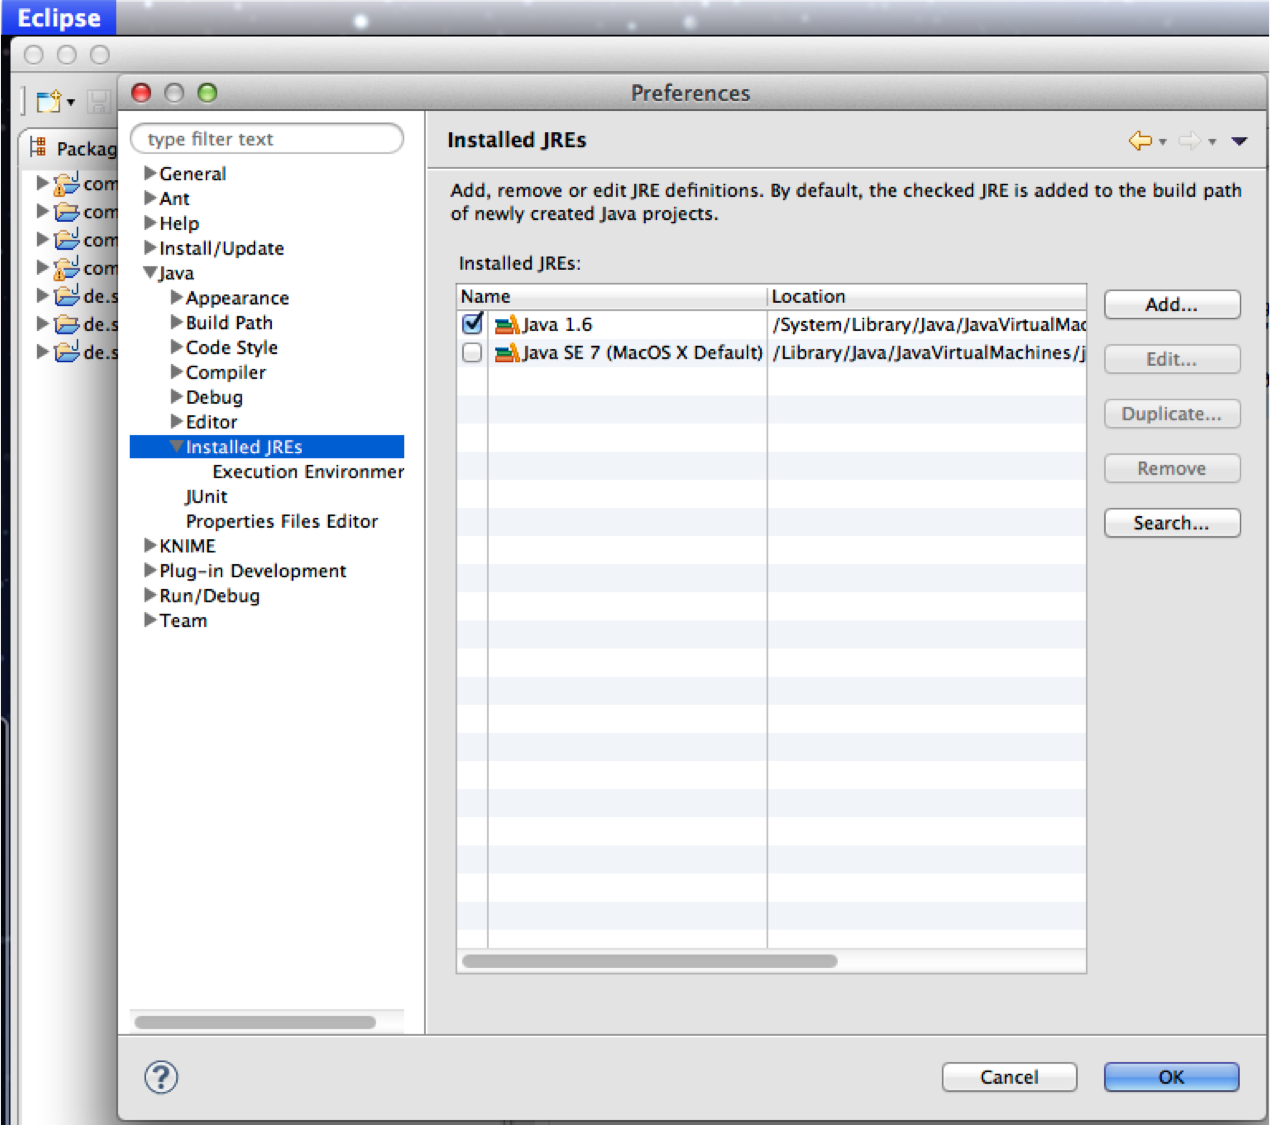 Eclipse
Preferences
Packag
com
com
com
com
de.s
de.s
de.s
type filter text
General
Ant
Help
Install/Update
Java
Appearance
Build Path
Code Style
Compiler
Debug
Editor
Installed JREs
Execution Environmer
JUnit
Properties Files Editor
KNIME
Plug-in Development
Run/Debug
Team
Installed JREs
Add, remove or edit JRE definitions. By default, the checked JRE is added to the build path
of newly created Java projects.
Installed JREs:
Name Location
Java 1.6 /System/Library/Java/JavaVirtualMac
Java SE 7 (MacOS X Default) /Library/Java/JavaVirtualMachines/j
Add...
Edit...
Duplicate...
Remove
Search...
?
Cancel
OK